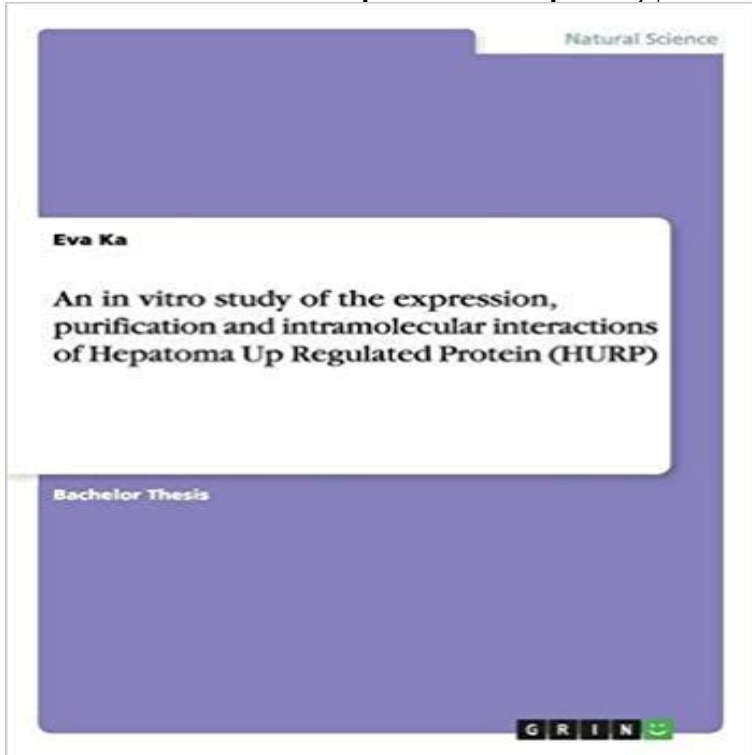 Natural Science
Eva Ka
An in vitro study of the expression,
purification and intramolecular interactions
of Hepatoma Up Regulated Protein (HURP)
Bachelor Thesis
GRIN